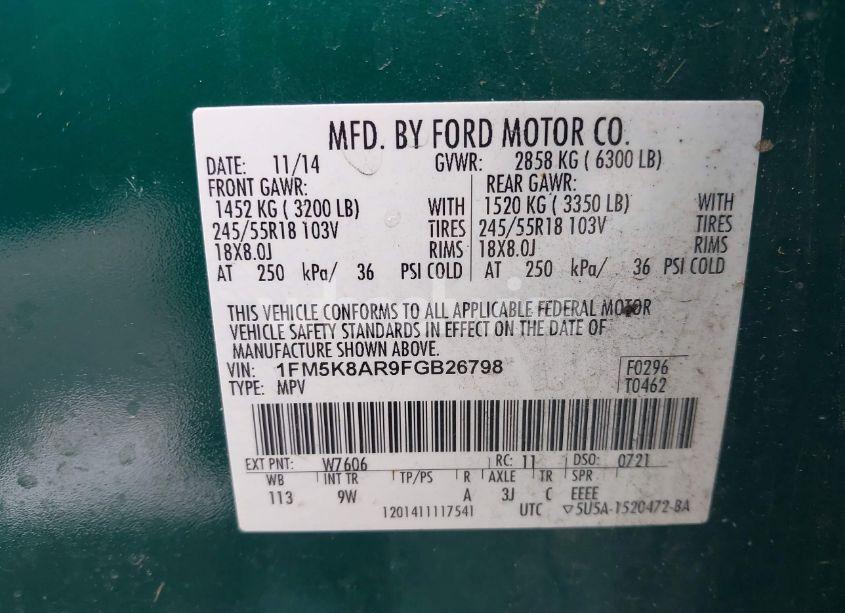 MFD. BY FORD MOTOR CO.
DATE: 11/14 GVWR: 2858 KG ( 6300 LB)
FRONT GAWR: REAR GAWR:
1452 KG ( 3200 LB) WITH 1520 KG ( 3350 LB) WITH
245/55R18 103V TIRES 245/55R18 103V TIRES
18X8.0J RIMS 18X8.0J RIMS
AT 250 kPa/ 36 PSI COLD AT 250 kPa/ 36 PSI COLD
THIS VEHICLE CONFORMS TO ALL APPLICABLE FEDERAL MOTOR
VEHICLE SAFETY STANDARDS IN EFFECT ON THE DATE OF
MANUFACTURE SHOWN ABOVE.
VIN: 1FM5K8AR9FGB26798 F0296
TYPE: MPV T0462
EXT PNT: W7606 RC: 11 DSO: 0721
WB INT TR TP/PS R AXLE TR SPR
113 9W A 3J C EEEE
1201411117541 UTC ▽5U5A-1520472-BA